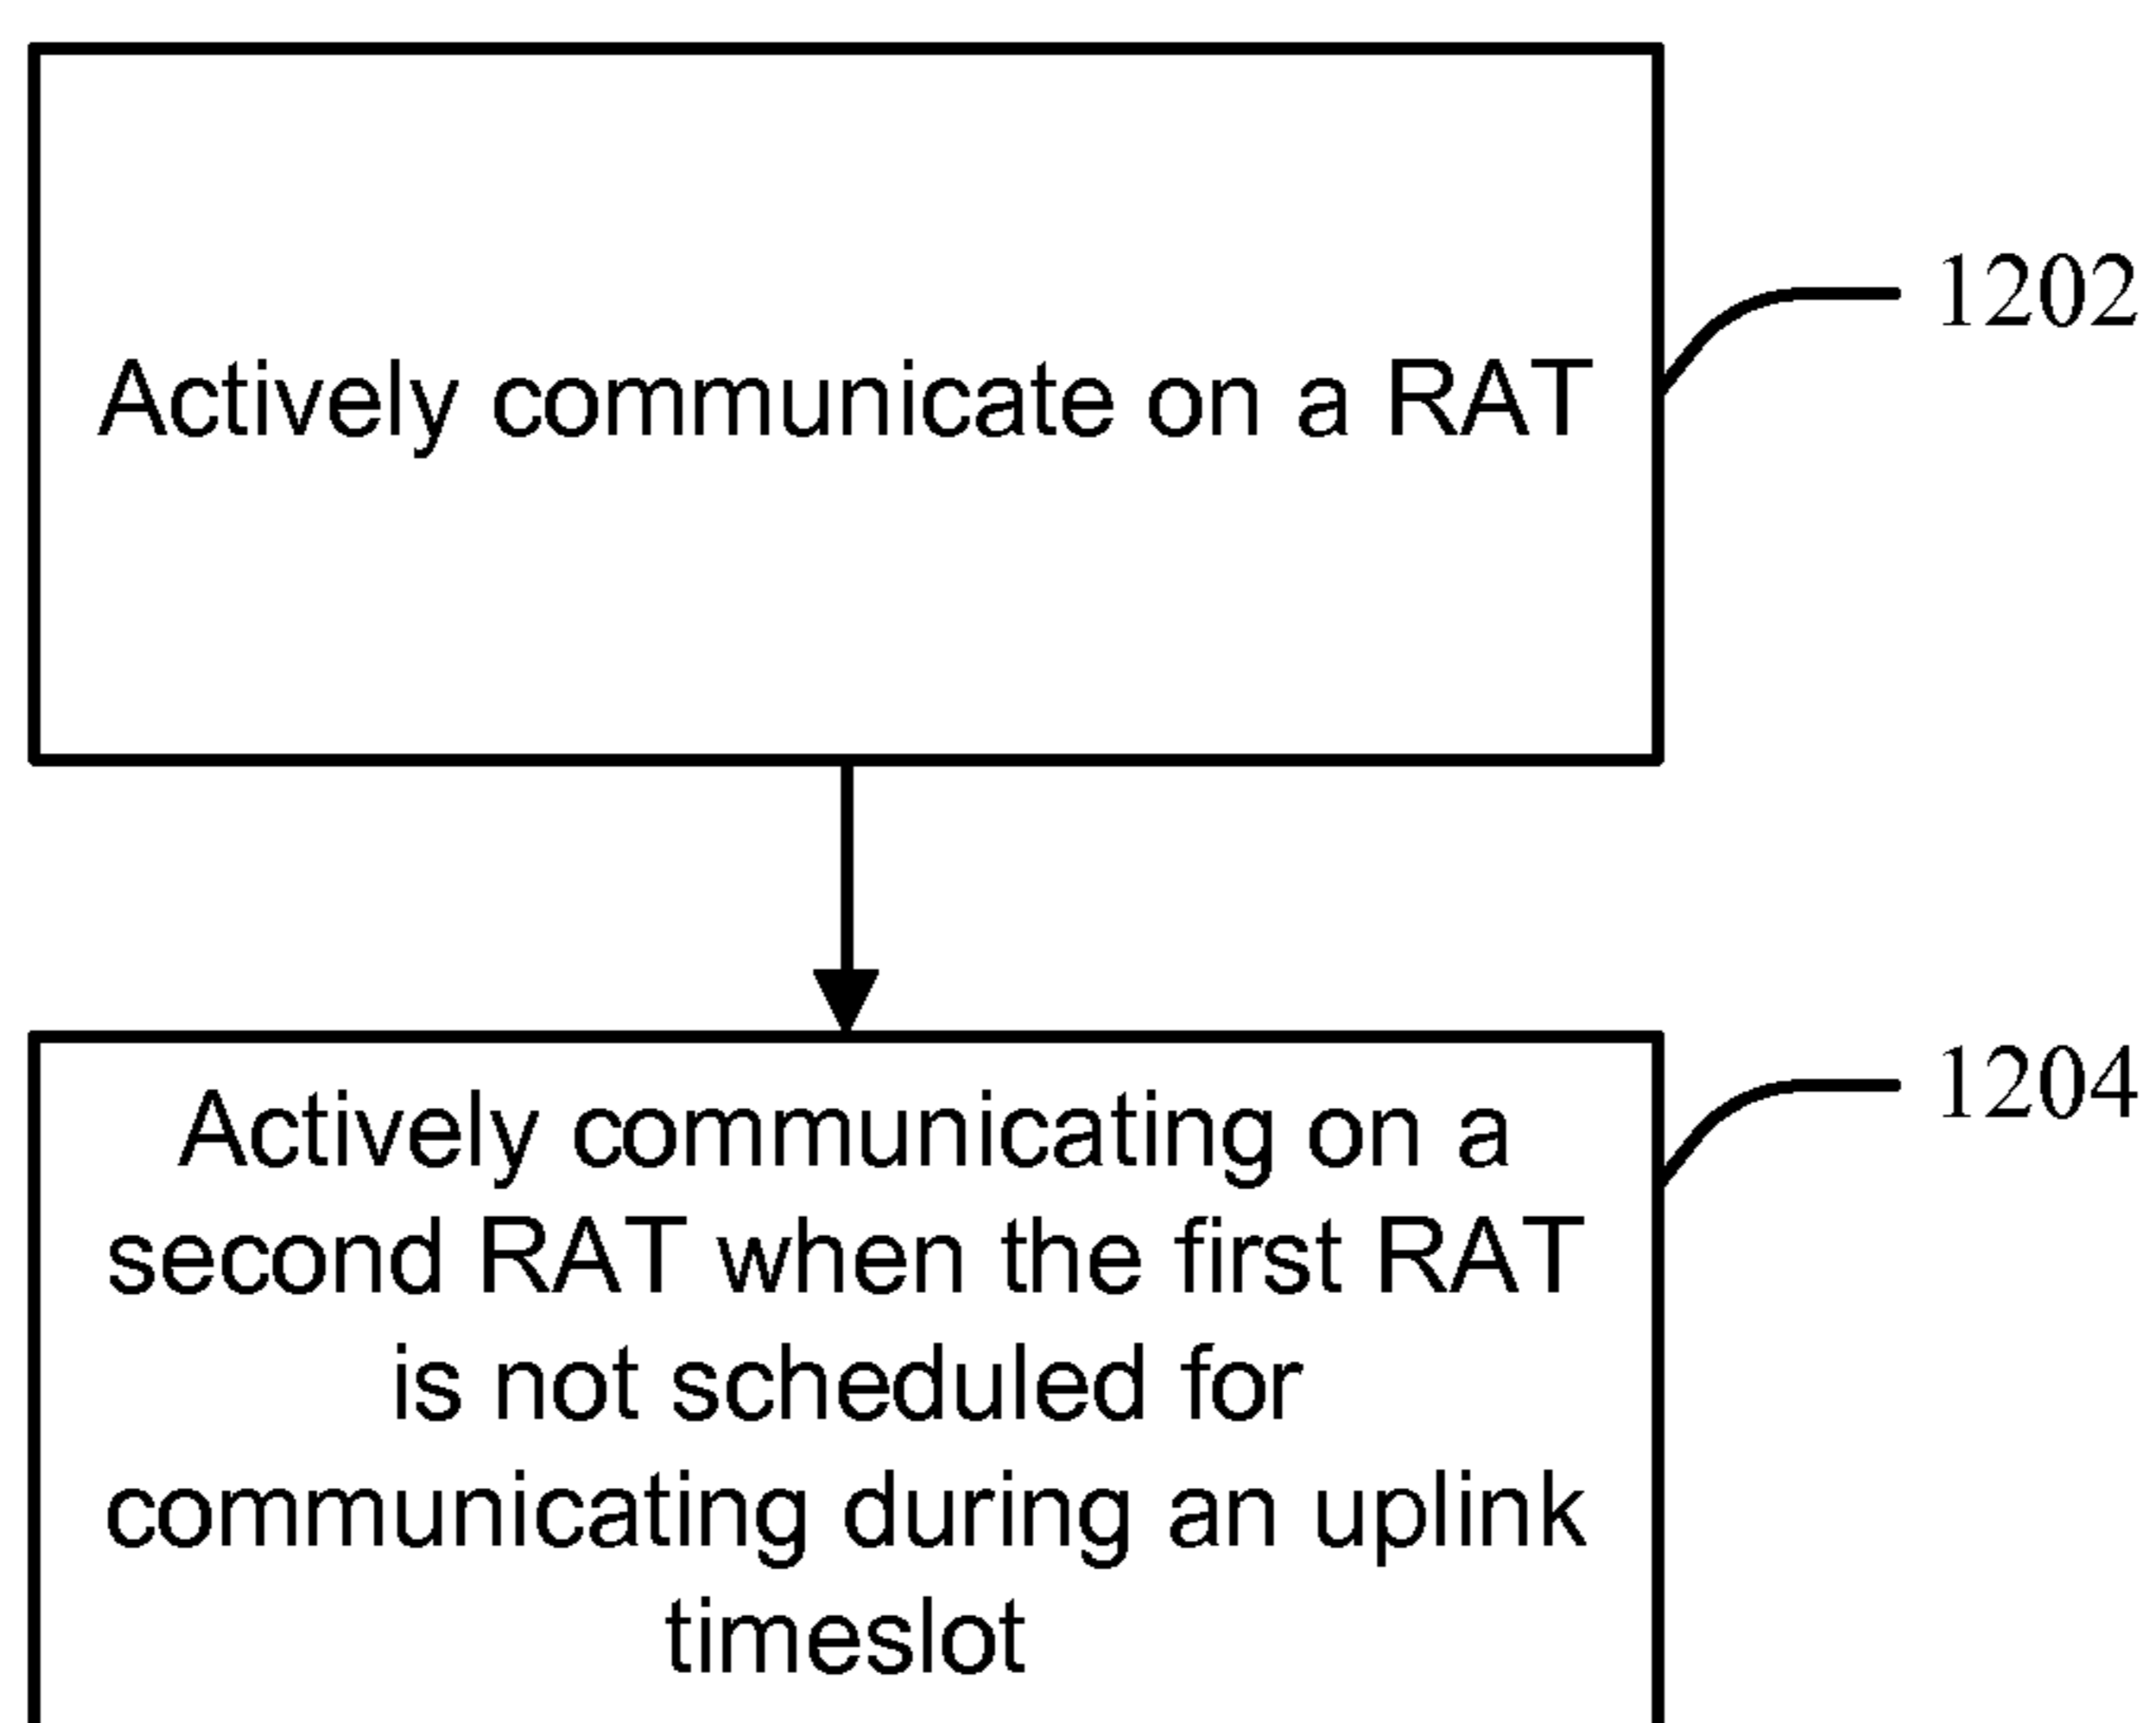 Actively communicate on a RAT
1202
Actively communicating on a
second RAT when the first RAT
is not scheduled for
communicating during an uplink
timeslot
1204